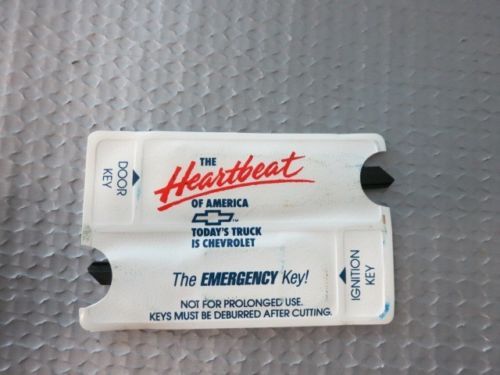 THE
Heartbeat
OF AMERICA
TM
TODAY'S TRUCK
IS CHEVROLET
DOOR
KEY
The EMERGENCY Key!
IGNITION
KEY
NOT FOR PROLONGED USE.
KEYS MUST BE DEBURRED AFTER CUTTING.